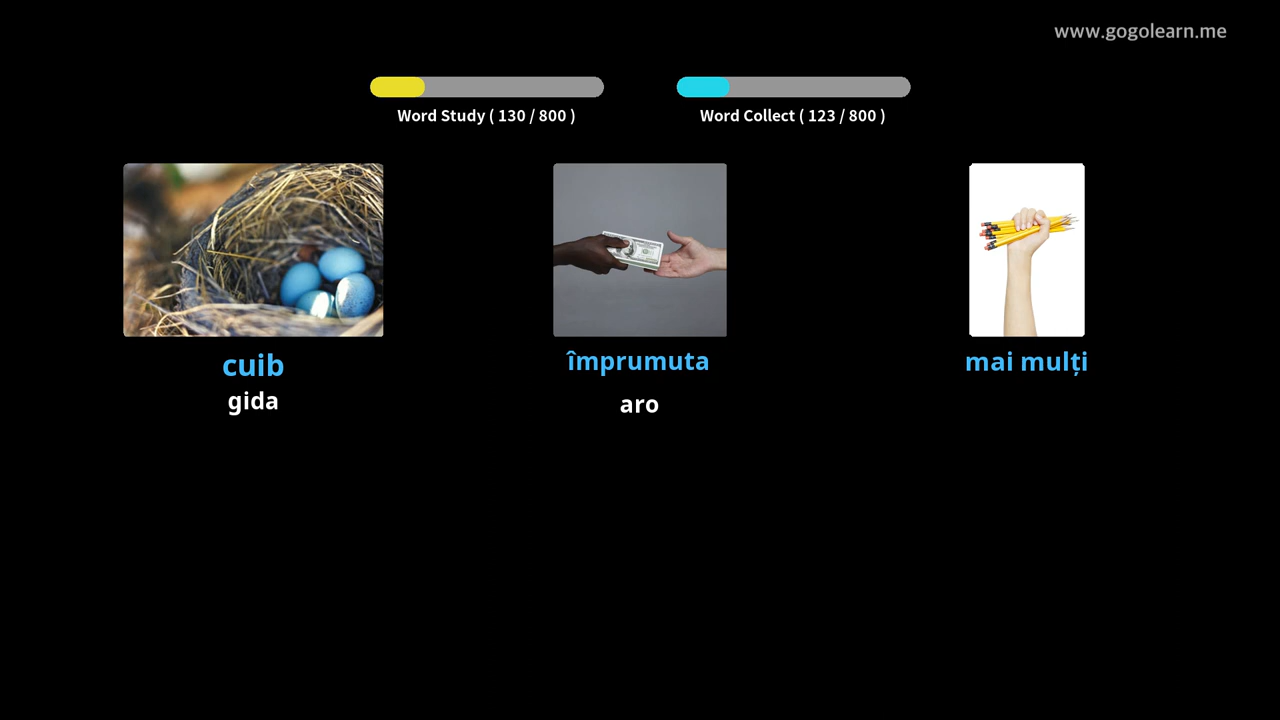 www.gogolearn.me
Word Study ( 130 / 800 )
Word Collect ( 123 / 800 )
cuib
gida
împrumuta
aro
mai mulți